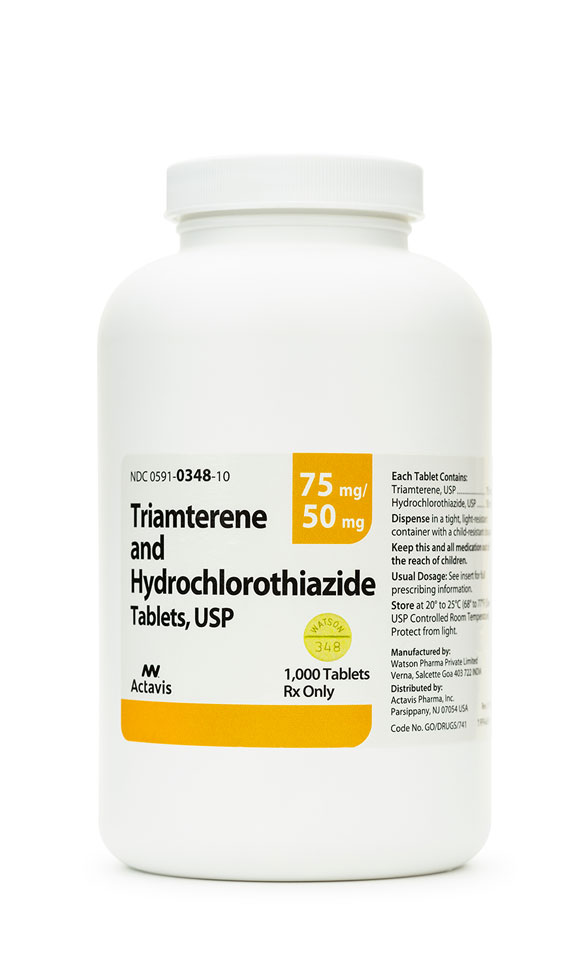 NDC 0591-0348-10
75 mg/
50 mg
Triamterene
and
Hydrochlorothiazide
Tablets, USP
WATSON
348
1,000 Tablets
Rx Only
Actavis
Each Tablet Contains:
Triamterene, USP
Hydrochlorothiazide, USP
Dispense in a tight, light-resistant
container with a child-resistant
Keep this and all medication
the reach of children.
Usual Dosage: See insert for full
prescribing information.
Store at 20° to 25°C (68° to 77°F)
USP Controlled Room Temperature
Protect from light.
Manufactured by:
Watson Pharma Private Limited
Verna, Salcette Goa 403 722 INDIA
Distributed by:
Actavis Pharma, Inc.
Parsippany, NJ 07054 USA
Code No. GO/DRUGS/741